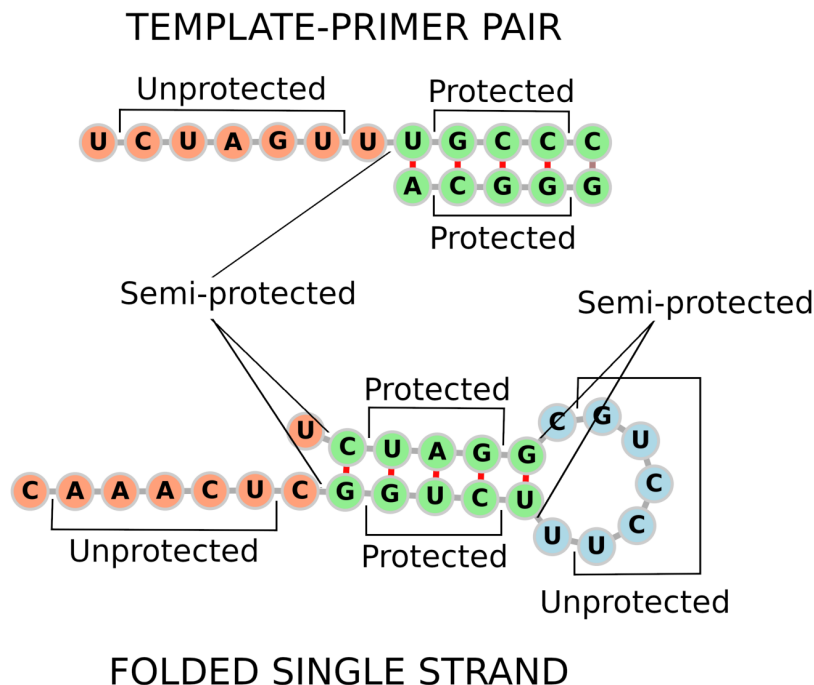 TEMPLATE-PRIMER PAIR
Unprotected
Protected
U C U A G U U U G C C C
A C G G G
Protected
Semi-protected
Semi-protected
Protected
U C U A G G C G U C C U U
C A A A C U C G G U C U
Unprotected
Protected
Unprotected
FOLDED SINGLE STRAND